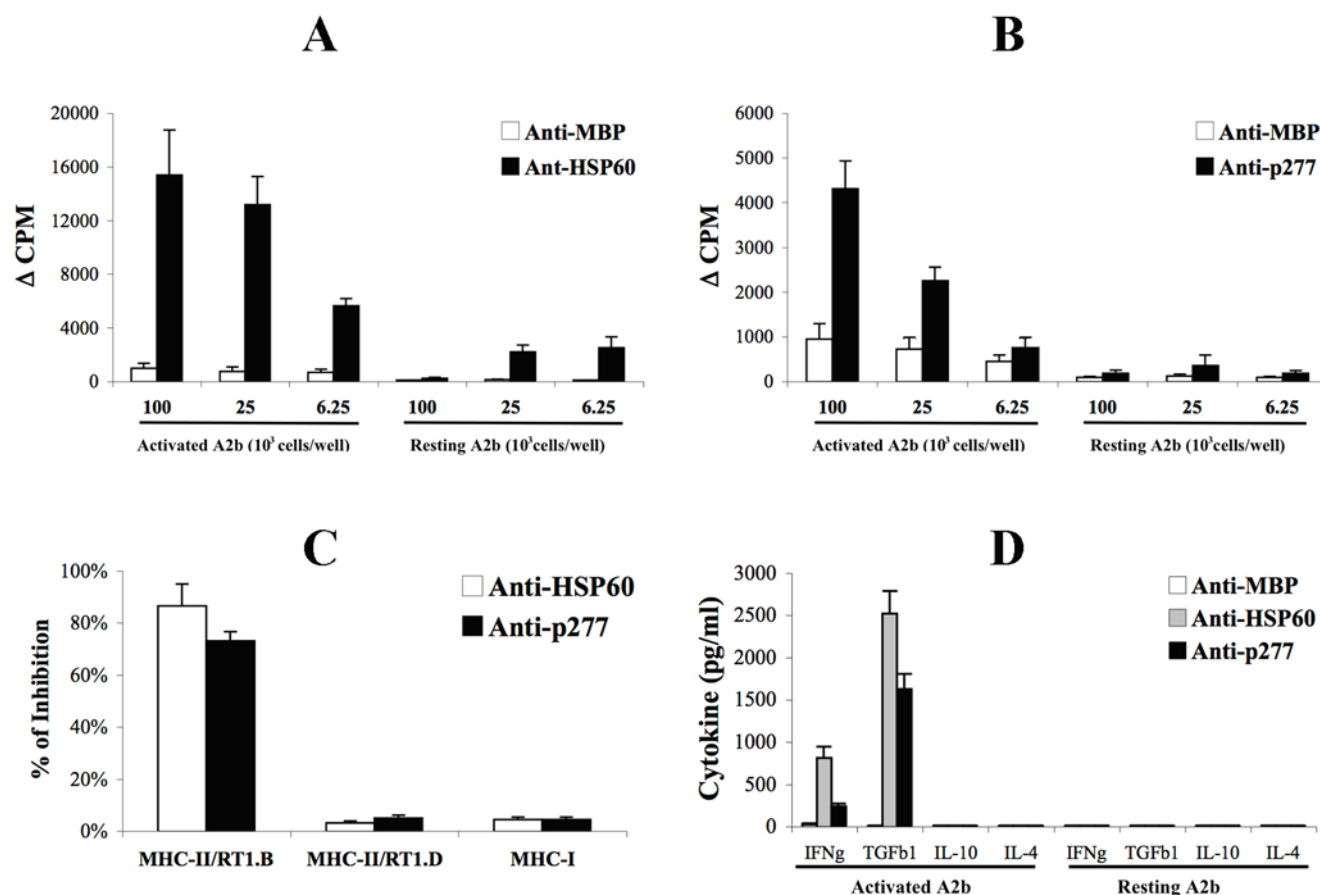 A
20000
16000
12000
8000
4000
0
Δ CPM
Anti-MBP
Ant-HSP60
100 25 6.25 100 25 6.25
Activated A2b (10³ cells/well) Resting A2b (10³cells/well)
B
6000
5000
4000
3000
2000
1000
0
Δ CPM
Anti-MBP
Anti-p277
100 25 6.25 100 25 6.25
Activated A2b (10³ cells/well) Resting A2b (10³cells/well)
C
100%
80%
60%
40%
20%
0%
% of Inhibition
Anti-HSP60
Anti-p277
MHC-II/RT1.B MHC-II/RT1.D MHC-I
D
3000
2500
2000
1500
1000
500
0
Cytokine (pg/ml)
Anti-MBP
Anti-HSP60
Anti-p277
IFNg TGFb1 IL-10 IL-4 IFNg TGFb1 IL-10 IL-4
Activated A2b Resting A2b